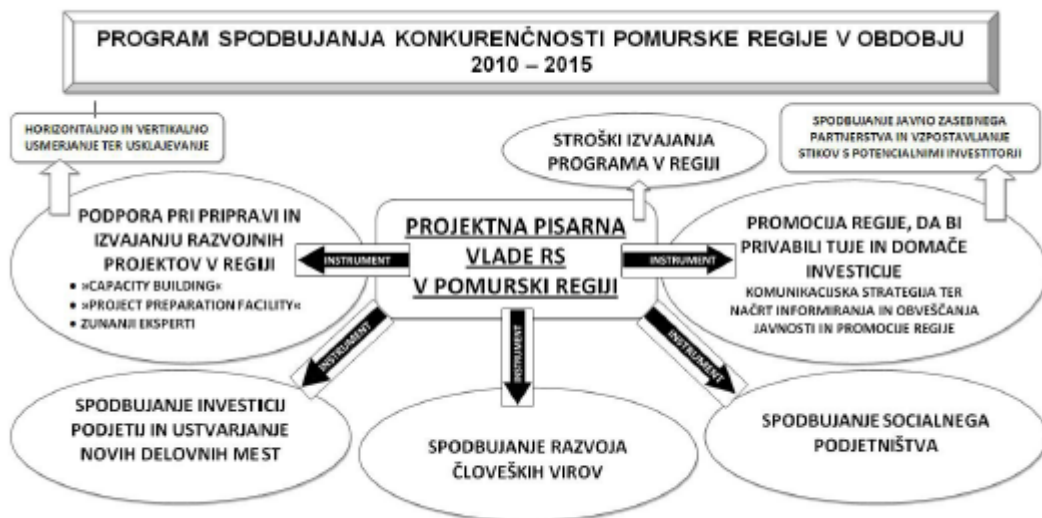 PROGRAM SPODBUJANJA KONKURENČNOSTI POMURSKE REGIJE V OBDOBJU
2010 – 2015
HORIZONTALNO IN VERTIKALNO
USMERJANJE TER USKLAJEVANJE
STROŠKI IZVAJANJA
PROGRAMA V REGIJI
SPODBUJANJE JAVNO ZASEBNEGA
PARTNERSTVA IN VZPOSTAVLJANJE
STIKOV S POTENCIALNIMI INVESTITORJI
PODPORA PRI PRIPRAVI IN
IZVAJANJU RAZVOJNIH
PROJEKTOV V REGIJI
• »CAPACITY BUILDING«
• »PROJECT PREPARATION FACILITY«
• ZUNANJI EKSPERTI
INSTRUMENT
PROJEKTNA PISARNA
VLADE RS
V POMURSKI REGIJI
INSTRUMENT
PROMOCIJA REGIJE, DA BI
PRIVABILI TUJE IN DOMAČE
INVESTICIJE
KOMUNIKACIJSKA STRATEGIJA TER
NAČRT INFORMIRANJA IN OBVEŠČANJA
JAVNOSTI IN PROMOCIJE REGIJE
INSTRUMENT
INSTRUMENT
INSTRUMENT
SPODBUJANJE INVESTICIJ
PODJETIJ IN USTVARJANJE
NOVIH DELOVNIH MEST
SPODBUJANJE RAZVOJA
ČLOVEŠKIH VIROV
SPODBUJANJE SOCIALNEGA
PODJETNIŠTVA